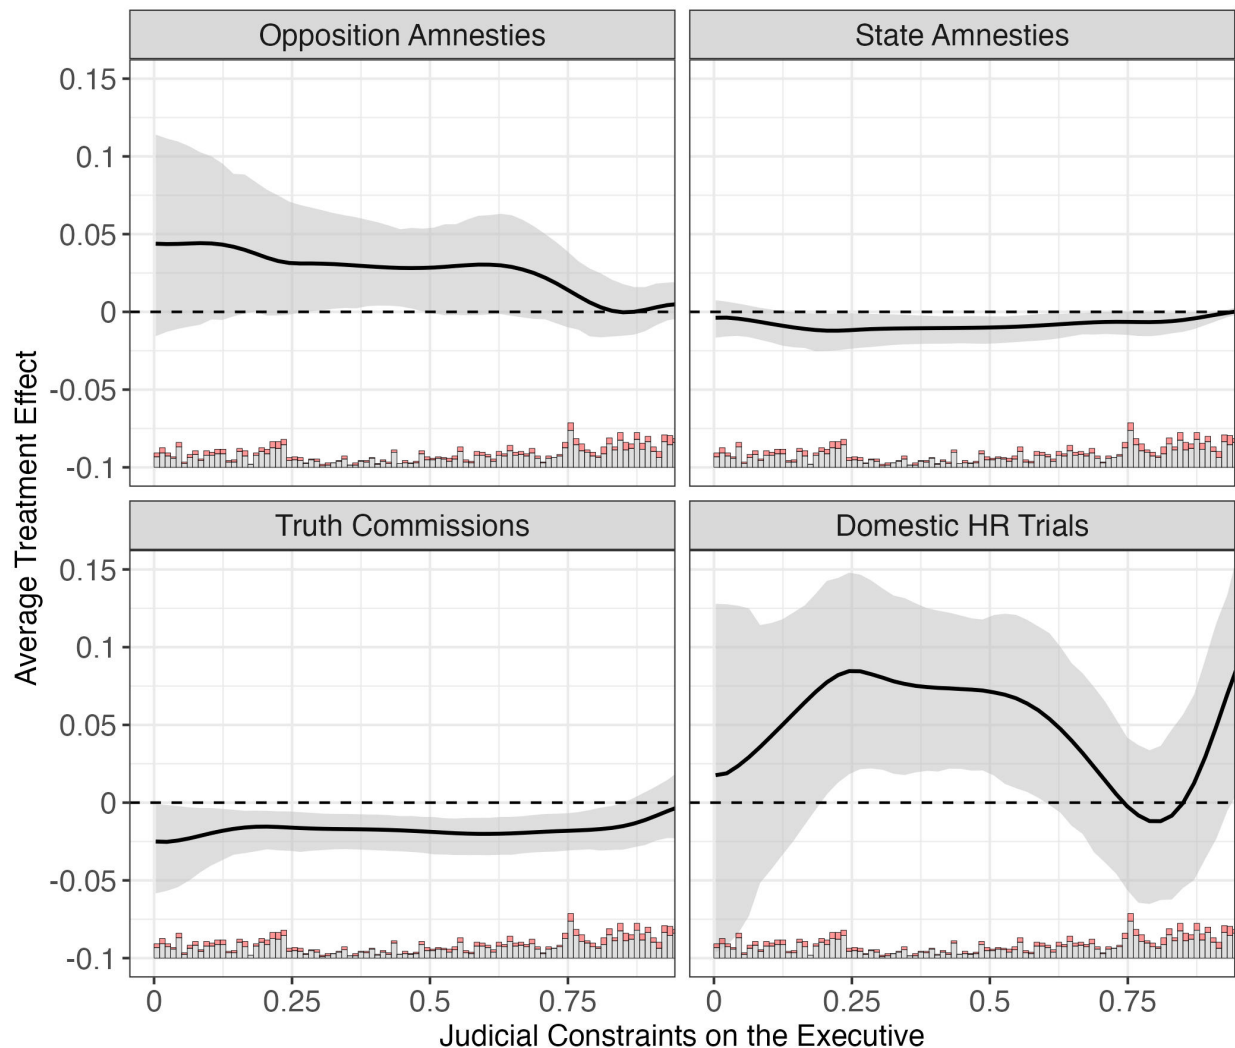 Opposition Amnesties
State Amnesties
0.15
0.1
0.05
0
-0.05
-0.1
Truth Commissions
Domestic HR Trials
0.15
0.1
0.05
0
-0.05
-0.1
Average Treatment Effect
0 0.25 0.5 0.75
0 0.25 0.5 0.75
Judicial Constraints on the Executive